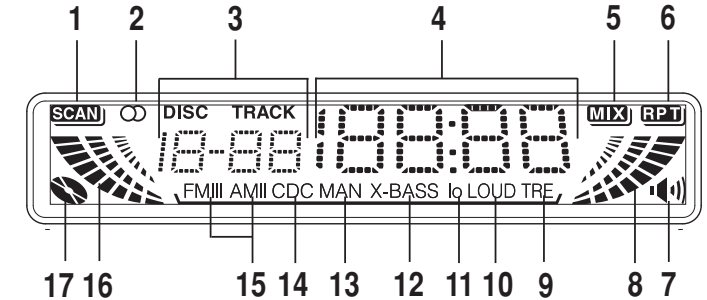 1 2 3 4 5 6
SCAN DISC TRACK MIX RPT
18-88 188:88
FMIII AMII CDC MAN X-BASS lo LOUD TRE
17 16 15 14 13 12 11 10 9 8 7